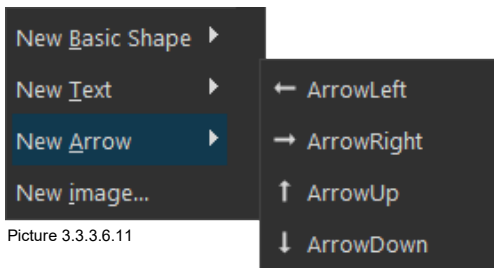 New Basic Shape
New Text
New Arrow
New image...
Picture 3.3.3.6.11
ArrowLeft
ArrowRight
ArrowUp
ArrowDown